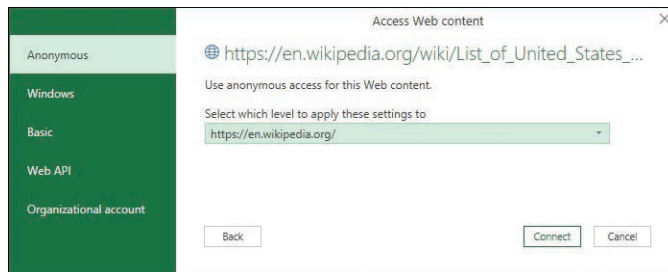 Access Web content
Anonymous
Windows
Basic
Web API
Organizational account
https://en.wikipedia.org/wiki/List_of_United_States_...
Use anonymous access for this Web content.
Select which level to apply these settings to
https://en.wikipedia.org/
Back
Connect
Cancel